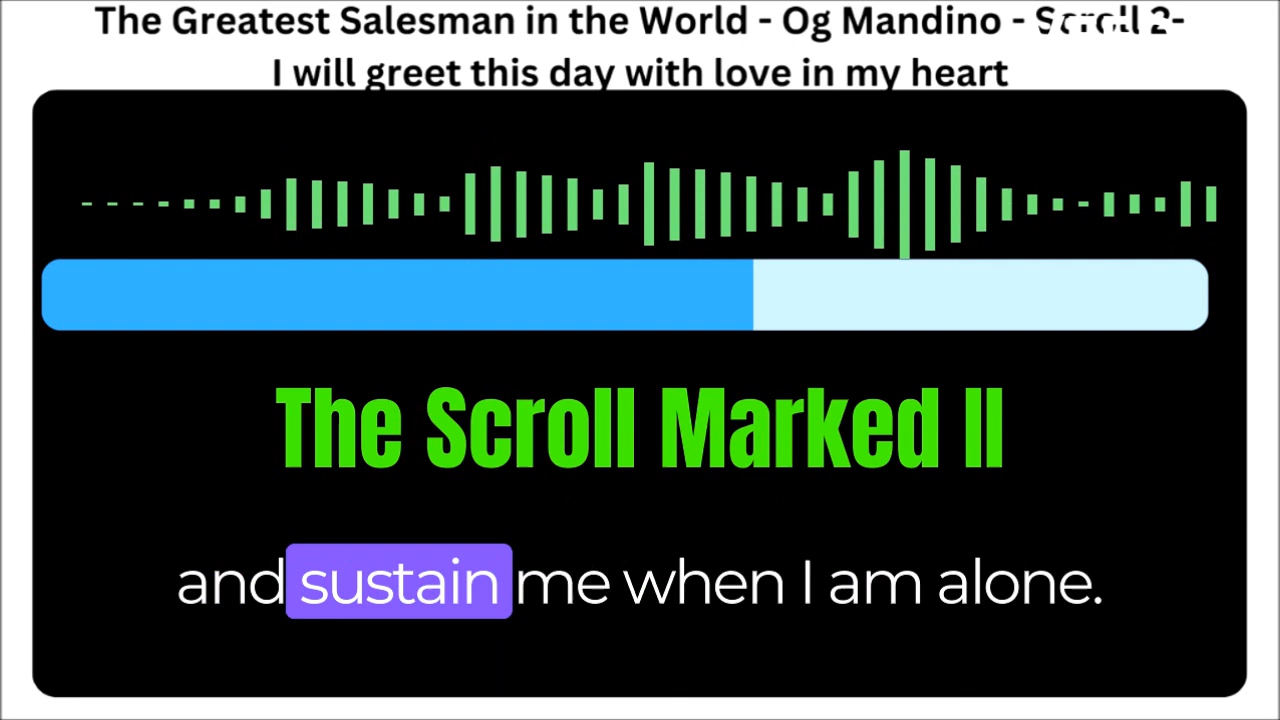 The Greatest Salesman in the World - Og Mandino - Scroll 2-
I will greet this day with love in my heart
The Scroll Marked II
and sustain me when I am alone.